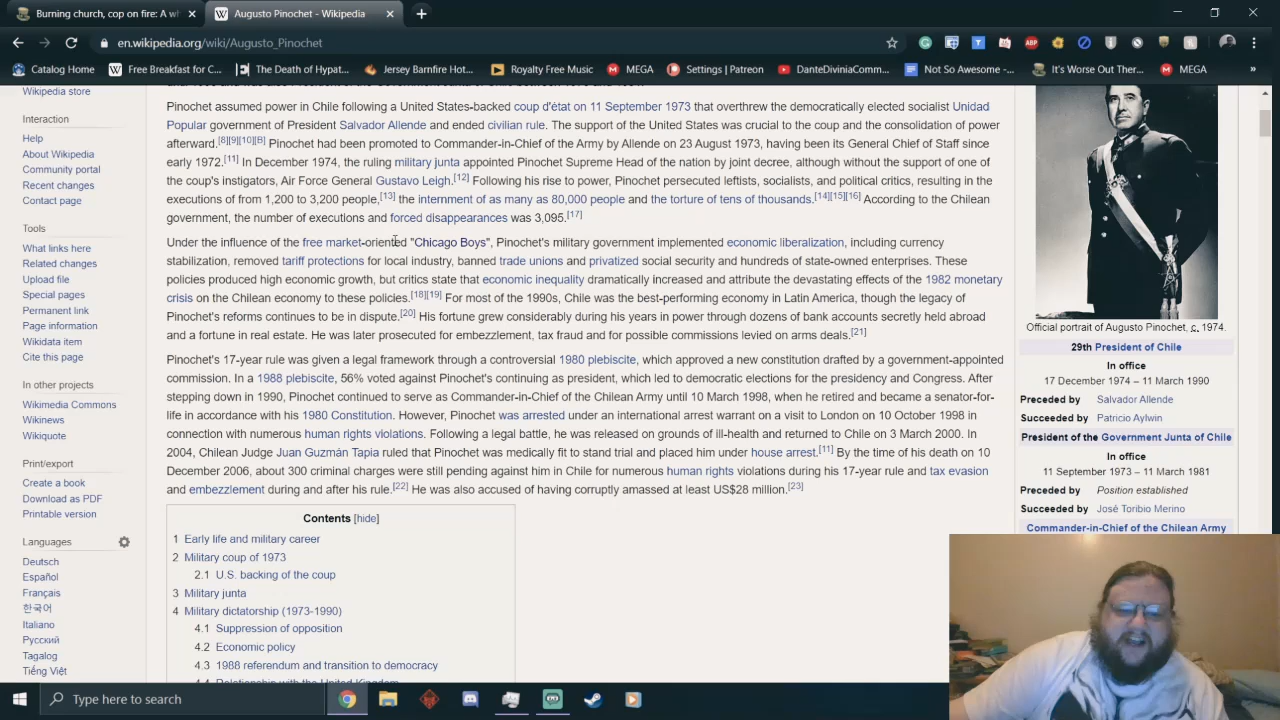 Burning church, cop on fire: A w
Augusto Pinochet - Wikipedia
en.wikipedia.org/wiki/Augusto_Pinochet
Catalog Home
Free Breakfast for C...
The Death of Hypat...
Jersey Barnfire Hot...
Royalty Free Music
MEGA
Settings | Patreon
DanteDiviniaComm...
Not So Awesome -...
It's Worse Out Ther...
MEGA
Wikipedia store
Interaction
Help
About Wikipedia
Community portal
Recent changes
Contact page
Tools
What links here
Related changes
Upload file
Special pages
Permanent link
Page information
Wikidata item
Cite this page
In other projects
Wikimedia Commons
Wikinews
Wikiquote
Print/export
Create a book
Download as PDF
Printable version
Languages
Deutsch
Español
Français
한국어
Italiano
Русский
Tagalog
Tiếng Việt
Pinochet assumed power in Chile following a United States-backed coup d'état on 11 September 1973 that overthrew the democratically elected socialist Unidad
Popular government of President Salvador Allende and ended civilian rule. The support of the United States was crucial to the coup and the consolidation of power
afterward.[8][9][10][B] Pinochet had been promoted to Commander-in-Chief of the Army by Allende on 23 August 1973, having been its General Chief of Staff since
early 1972.[11] In December 1974, the ruling military junta appointed Pinochet Supreme Head of the nation by joint decree, although without the support of one of
the coup's instigators, Air Force General Gustavo Leigh.[12] Following his rise to power, Pinochet persecuted leftists, socialists, and political critics, resulting in the
executions of from 1,200 to 3,200 people,[13] the internment of as many as 80,000 people and the torture of tens of thousands.[14][15][16] According to the Chilean
government, the number of executions and forced disappearances was 3,095.[17]
Under the influence of the free market-oriented "Chicago Boys", Pinochet's military government implemented economic liberalization, including currency
stabilization, removed tariff protections for local industry, banned trade unions and privatized social security and hundreds of state-owned enterprises. These
policies produced high economic growth, but critics state that economic inequality dramatically increased and attribute the devastating effects of the 1982 monetary
crisis on the Chilean economy to these policies.[18][19] For most of the 1990s, Chile was the best-performing economy in Latin America, though the legacy of
Pinochet's reforms continues to be in dispute.[20] His fortune grew considerably during his years in power through dozens of bank accounts secretly held abroad
and a fortune in real estate. He was later prosecuted for embezzlement, tax fraud and for possible commissions levied on arms deals.[21]
Pinochet's 17-year rule was given a legal framework through a controversial 1980 plebiscite, which approved a new constitution drafted by a government-appointed
commission. In a 1988 plebiscite, 56% voted against Pinochet's continuing as president, which led to democratic elections for the presidency and Congress. After
stepping down in 1990, Pinochet continued to serve as Commander-in-Chief of the Chilean Army until 10 March 1998, when he retired and became a senator-for-
life in accordance with his 1980 Constitution. However, Pinochet was arrested under an international arrest warrant on a visit to London on 10 October 1998 in
connection with numerous human rights violations. Following a legal battle, he was released on grounds of ill-health and returned to Chile on 3 March 2000. In
2004, Chilean Judge Juan Guzmán Tapia ruled that Pinochet was medically fit to stand trial and placed him under house arrest.[11] By the time of his death on 10
December 2006, about 300 criminal charges were still pending against him in Chile for numerous human rights violations during his 17-year rule and tax evasion
and embezzlement during and after his rule.[22] He was also accused of having corruptly amassed at least US$28 million.[23]
Contents [hide]
1 Early life and military career
2 Military coup of 1973
2.1 U.S. backing of the coup
3 Military junta
4 Military dictatorship (1973-1990)
4.1 Suppression of opposition
4.2 Economic policy
4.3 1988 referendum and transition to democracy
4.4 Relationship with the United Kingdom
Official portrait of Augusto Pinochet, c. 1974.
29th President of Chile
In office
17 December 1974 – 11 March 1990
Preceded by Salvador Allende
Succeeded by Patricio Aylwin
President of the Government Junta of Chile
In office
11 September 1973 – 11 March 1981
Preceded by Position established
Succeeded by José Toribio Merino
Commander-in-Chief of the Chilean Army
Type here to search